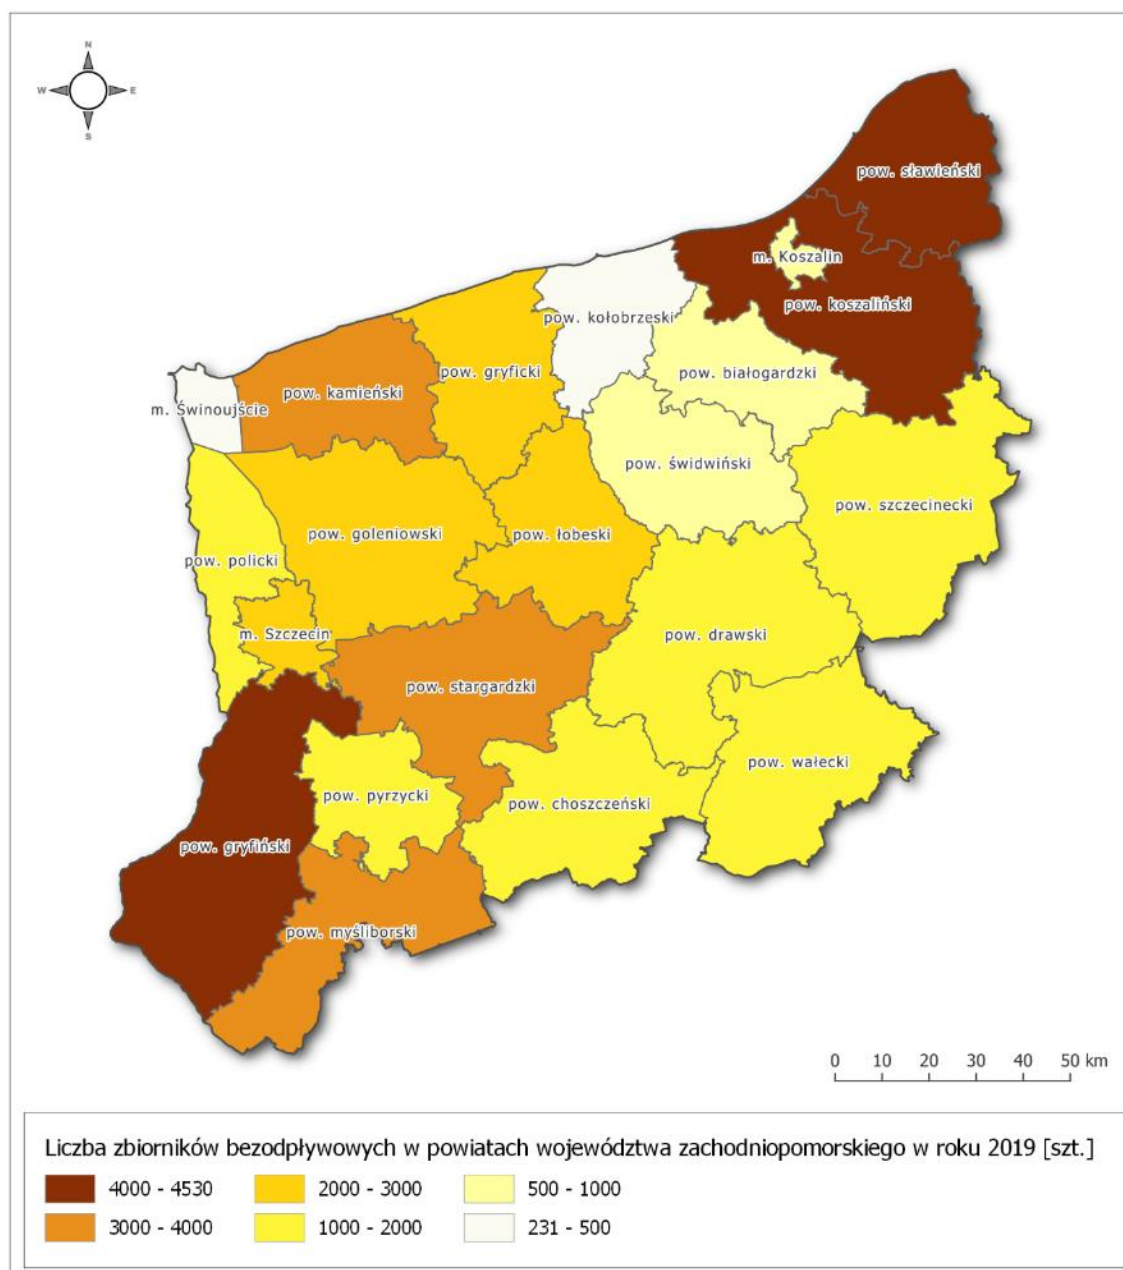 N
W E
S
pow. sławieński
m. Koszalin
pow. koszaliński
pow. kołobrzeski
pow. gryficki
pow. białogardzki
pow. kamieński
m. Świnoujście
pow. świdwiński
pow. szczecinecki
pow. goleniowski
pow. łobeski
pow. policki
m. Szczecin
pow. drawski
pow. stargardzki
pow. wałecki
pow. pyrzycki
pow. choszczeński
pow. gryfiński
pow. myśliborski
0 10 20 30 40 50 km
Liczba zbiorników bezodpływowych w powiatach województwa zachodniopomorskiego w roku 2019 [szt.]
4000 - 4530 2000 - 3000 500 - 1000
3000 - 4000 1000 - 2000 231 - 500